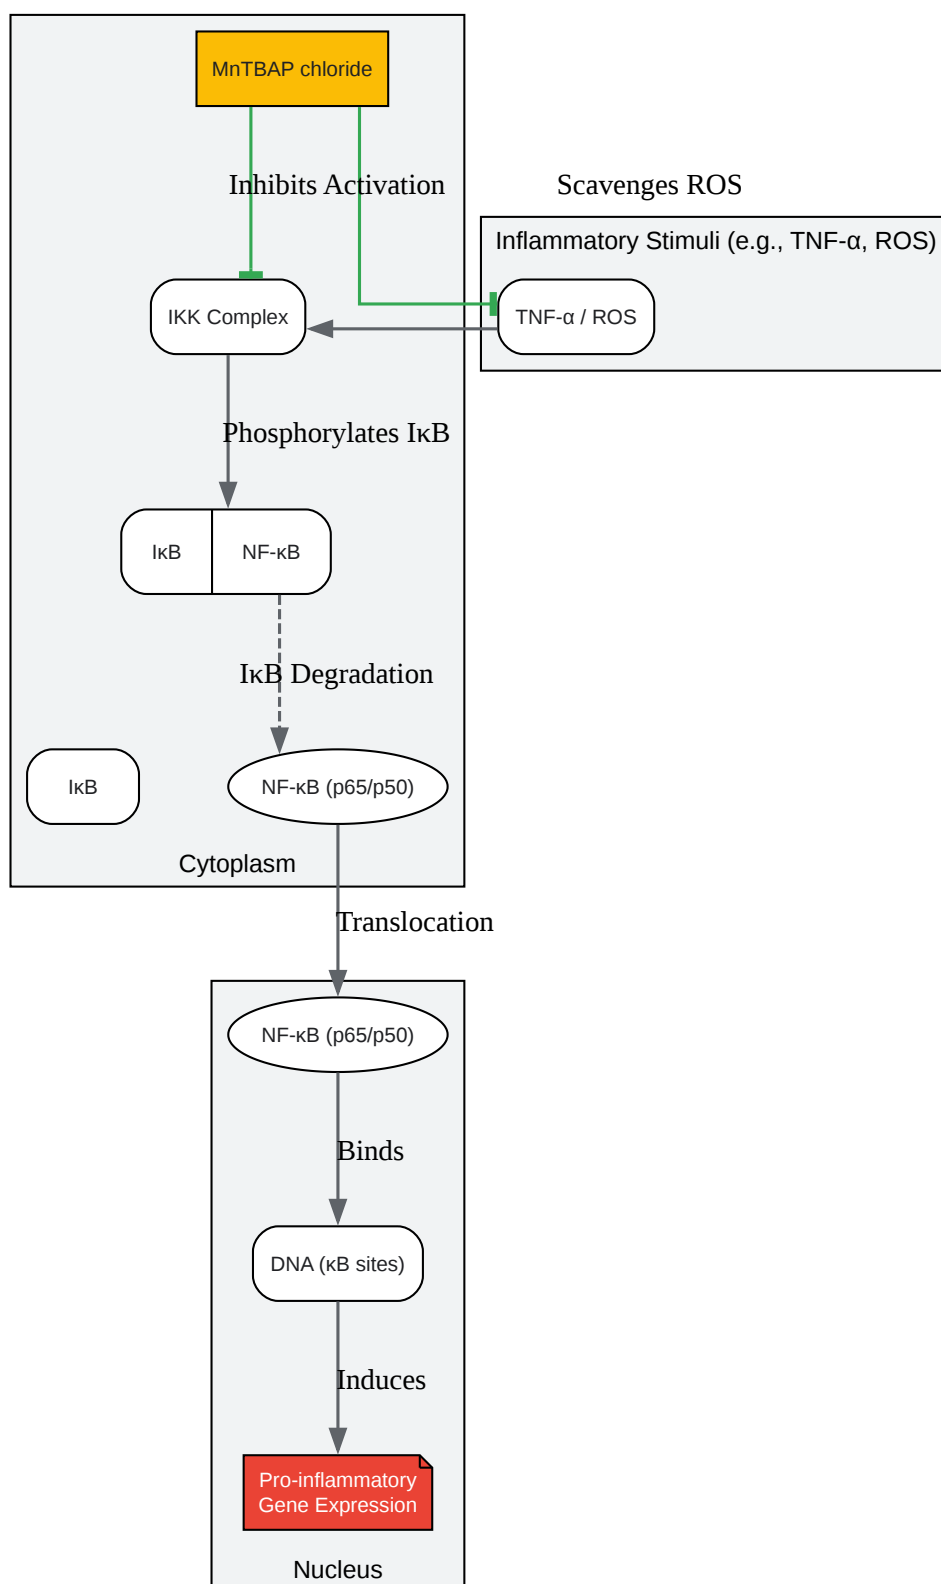 MnTBAP chloride
Inhibits Activation
Scavenges ROS
Inflammatory Stimuli (e.g., TNF-α, ROS)
IKK Complex
TNF-α / ROS
Phosphorylates IκB
IκB
NF-κB
IκB Degradation
IκB
NF-κB (p65/p50)
Cytoplasm
Translocation
NF-κB (p65/p50)
Binds
DNA (κB sites)
Induces
Pro-inflammatory
Gene Expression
Nucleus